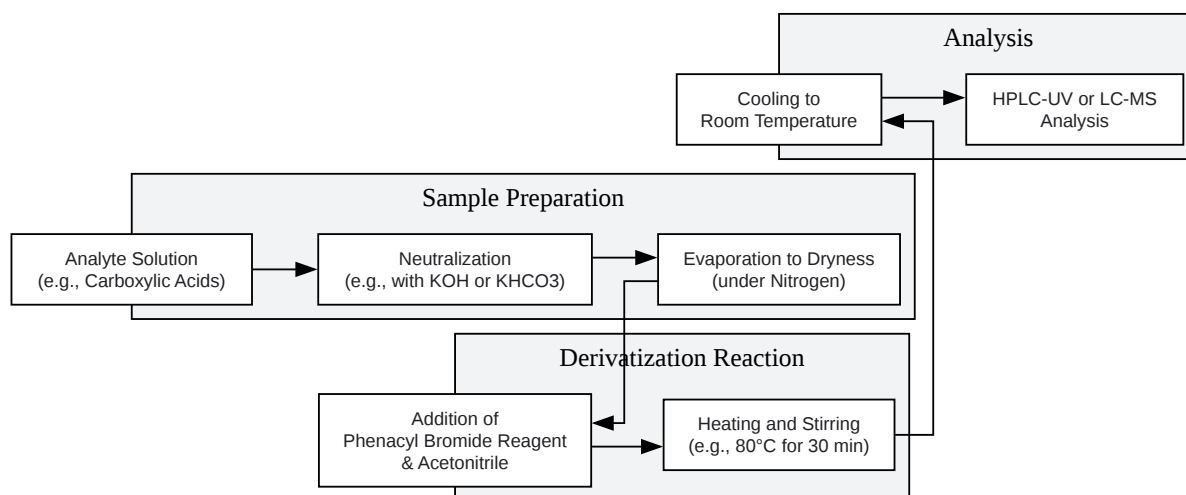 Analysis
Cooling to
Room Temperature
HPLC-UV or LC-MS
Analysis
Sample Preparation
Analyte Solution
(e.g., Carboxylic Acids)
Neutralization
(e.g., with KOH or KHCO3)
Evaporation to Dryness
(under Nitrogen)
Derivatization Reaction
Addition of
Phenacyl Bromide Reagent
& Acetonitrile
Heating and Stirring
(e.g., 80°C for 30 min)